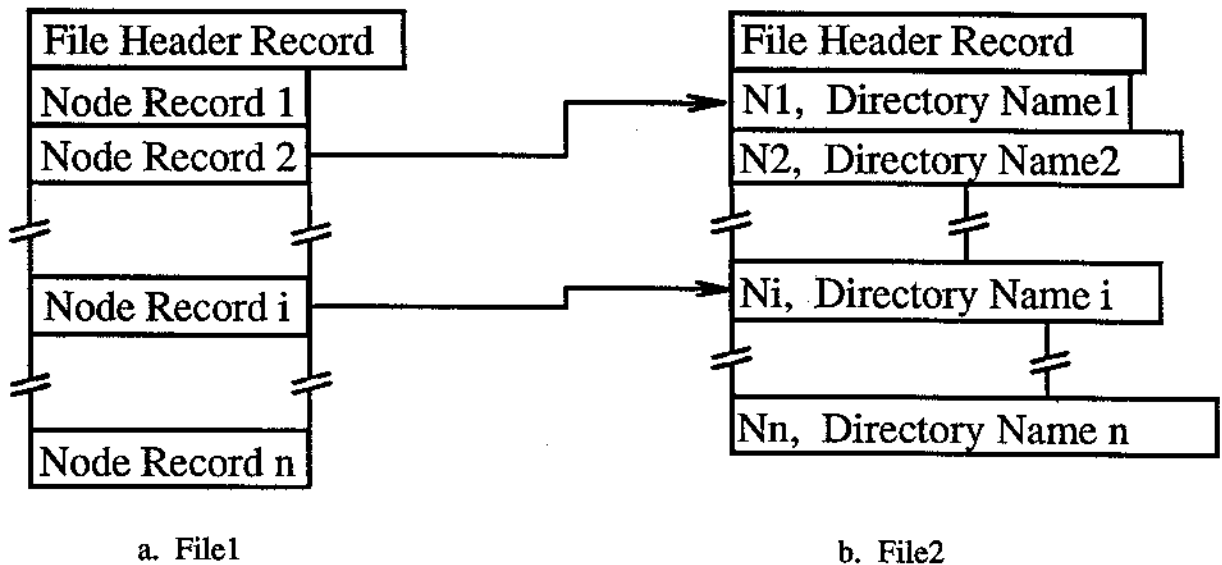 File Header Record
Node Record 1
Node Record 2
Node Record i
Node Record n
a. File1
File Header Record
N1, Directory Name1
N2, Directory Name2
Ni, Directory Name i
Nn, Directory Name n
b. File2